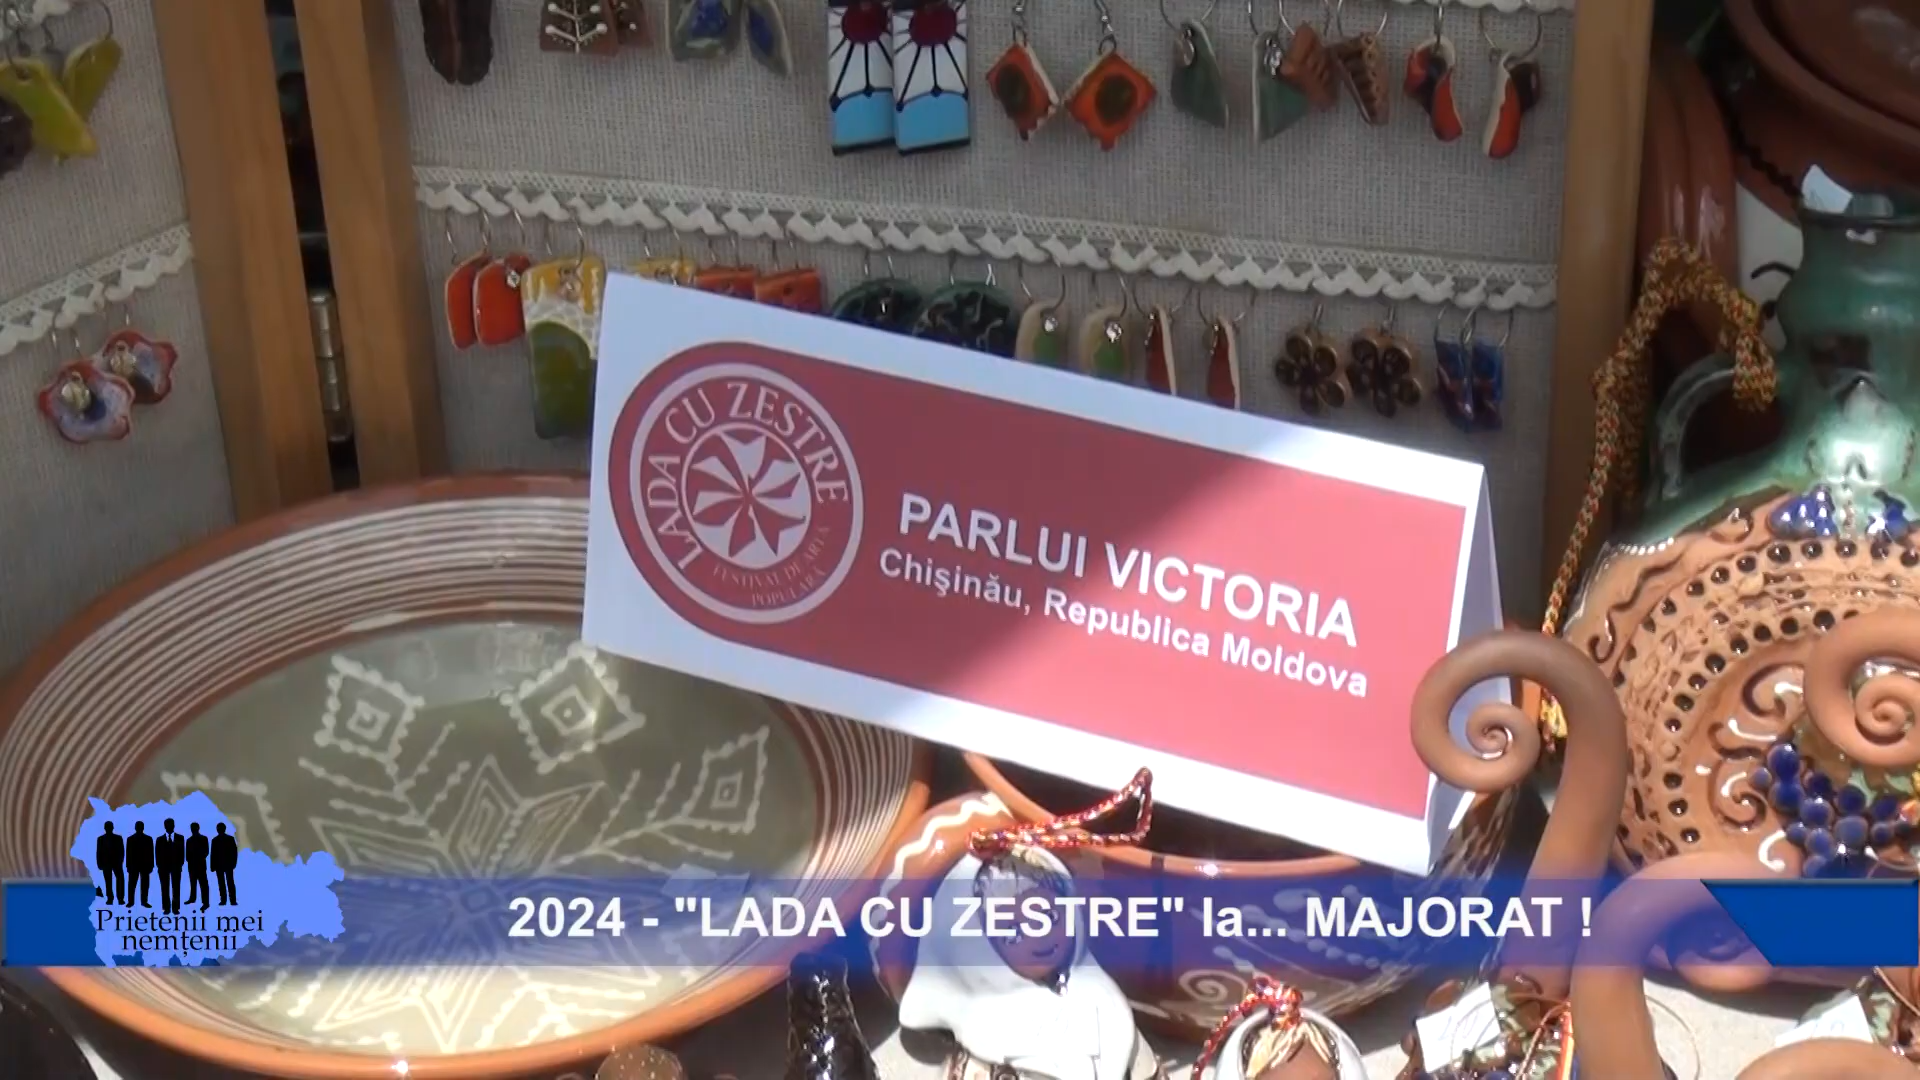 LADA CU ZESTRE
FESTIVAL DE ARTĂ
POPULARĂ
PARLUI VICTORIA
Chişinău, Republica Moldova
2024 - "LADA CU ZESTRE" la... MAJORAT !
Prietenii mei
nemțenii